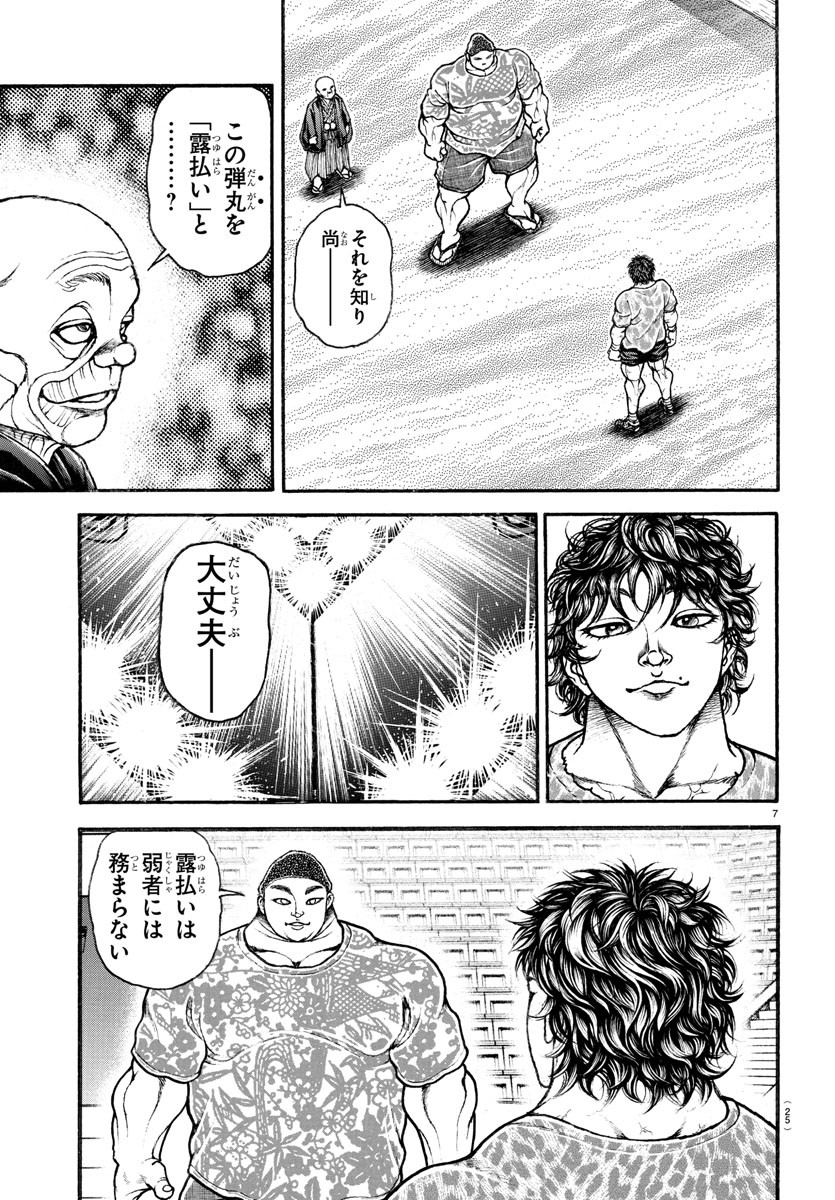 それを知り
尚――
この弾丸を
「露払い」と
………?
大丈夫――
7
露払いは
弱者には
務まらない
(25)